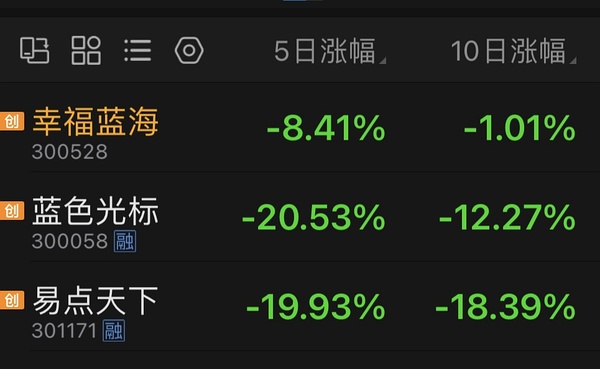 5日涨幅 10日涨幅
创 幸福蓝海 -8.41% -1.01%
300528
创 蓝色光标 -20.53% -12.27%
300058 融
创 易点天下 -19.93% -18.39%
301171 融